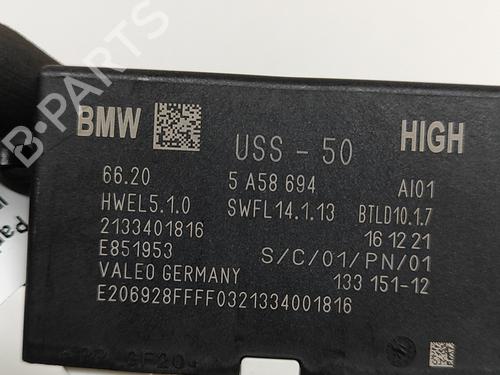 BMW USS - 50 HIGH
66.20 5 A58 694 AI01
HWEL5.1.0 SWFL14.1.13 BTLD10.1.7
2133401816 16 12 21
E851953 S/C/01/PN/01
VALEO GERMANY 133 151-12
E206928FFFF0321334001816
B-PARTS